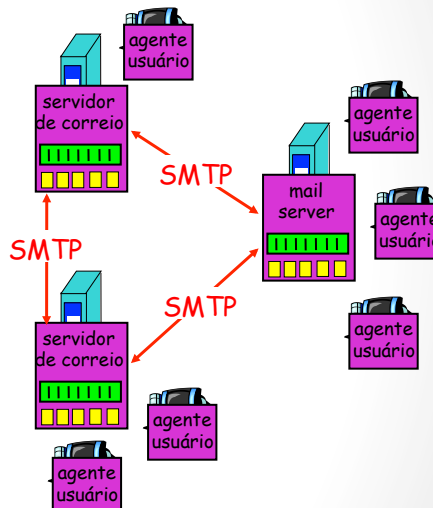 agente
usuário
servidor
de correio
agente
usuário
SMTP
mail
server
agente
usuário
SMTP
SMTP
servidor
de correio
agente
usuário
agente
usuário
agente
usuário